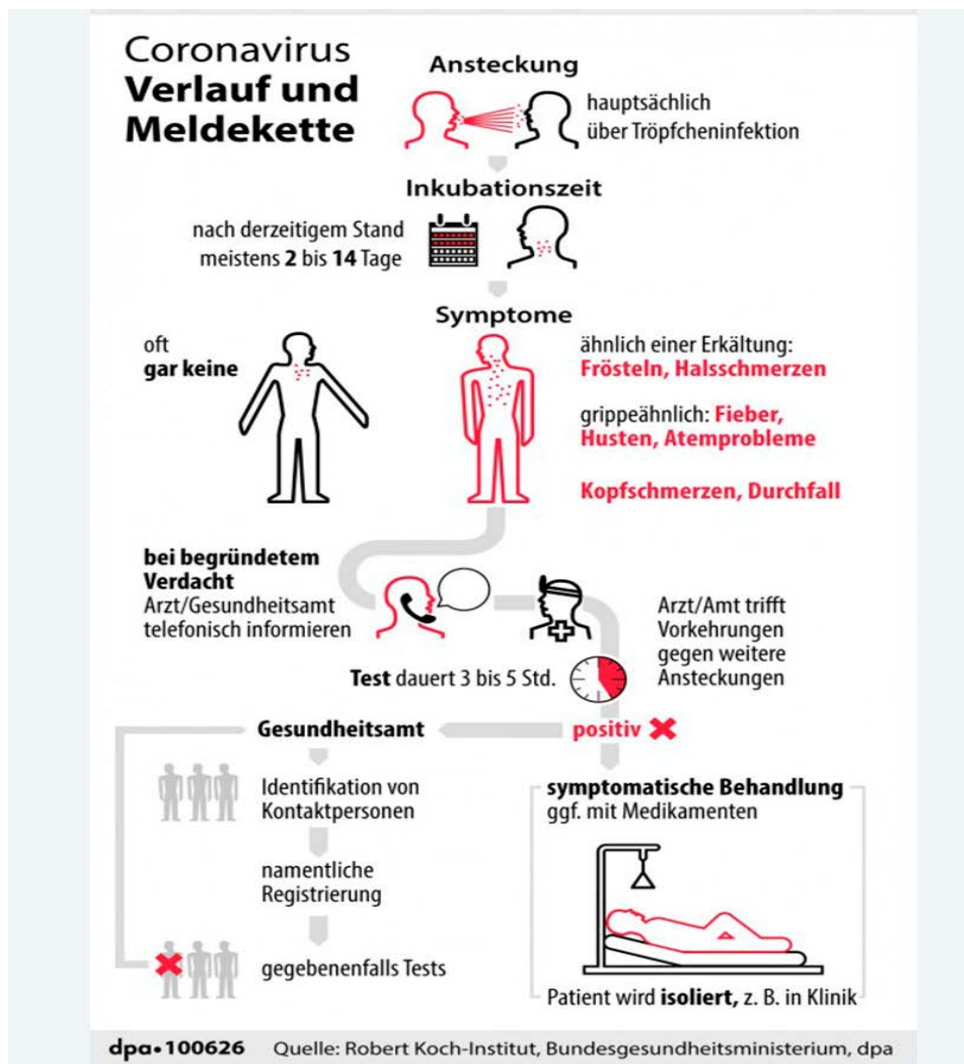 Coronavirus
Verlauf und
Meldekette
Ansteckung
hauptsächlich
über Tröpfcheninfektion
Inkubationszeit
nach derzeitigem Stand
meistens 2 bis 14 Tage
Symptome
oft
gar keine
ähnlich einer Erkältung:
Frösteln, Halsschmerzen
grippeähnlich: Fieber,
Husten, Atemprobleme
Kopfschmerzen, Durchfall
bei begründetem
Verdacht
Arzt/Gesundheitsamt
telefonisch informieren
Arzt/Amt trifft
Vorkehrungen
gegen weitere
Ansteckungen
Test dauert 3 bis 5 Std.
positiv
Gesundheitsamt
Identifikation von
Kontaktpersonen
namentliche
Registrierung
gegebenenfalls Tests
symptomatische Behandlung
ggf. mit Medikamenten
Patient wird isoliert, z. B. in Klinik
dpa•100626 Quelle: Robert Koch-Institut, Bundesgesundheitsministerium, dpa